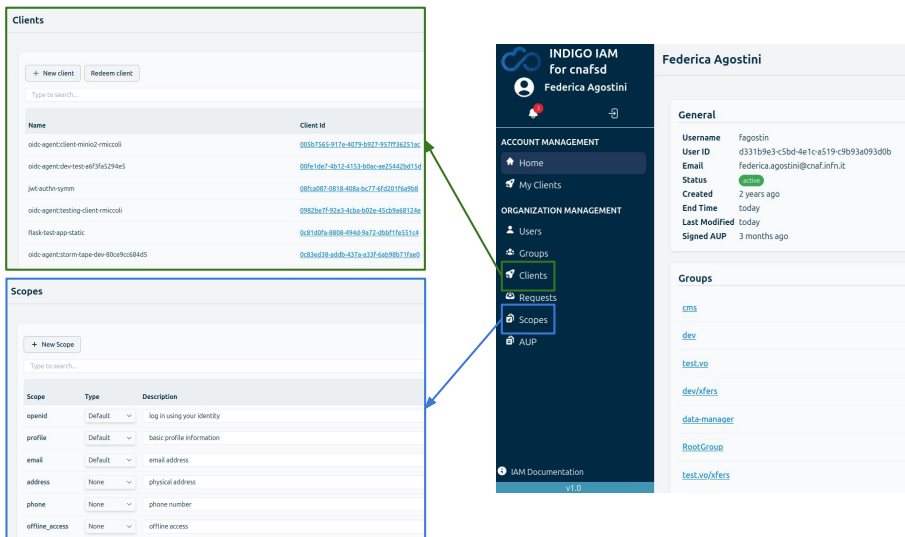 Clients
+ New client
Redeem client
Type to search...
Name
Client Id
oidc-agent:client-minio2-rmiccoli
005b7565-917e-4079-b927-957ff36251ac
oidc-agent:dev-test-a6f3fa5294e5
00fe1de7-4b12-4153-b0ac-ae25442bd15d
jwt-authn-symm
08fca087-0818-408a-bc77-6fd201f6a9b8
oidc-agent:testing-client-rmiccoli
0982be7f-92e3-4cba-b02e-45cb9a68124e
flask-test-app-static
0c81d0fa-8808-494d-9a72-dbbf1fe551c4
oidc-agent:storm-tape-dev-80ce9cc684d5
0c83ed38-addb-437a-a33f-6ab98b71fae0
Scopes
+ New Scope
Type to search...
Scope Type Description
openid Default log in using your identity
profile Default basic profile information
email Default email address
address None physical address
phone None phone number
offline_access None offline access
INDIGO IAM
for cnafsd
Federica Agostini
3
ACCOUNT MANAGEMENT
Home
My Clients
ORGANIZATION MANAGEMENT
Users
Groups
Clients
Requests
Scopes
AUP
IAM Documentation
v1.0
Federica Agostini
General
Username fagostin
User ID d331b9e3-c5bd-4e1c-a519-c9b93a093d0b
Email federica.agostini@cnaf.infn.it
Status active
Created 2 years ago
End Time today
Last Modified today
Signed AUP 3 months ago
Groups
cms
dev
test.vo
dev/xfers
data-manager
RootGroup
test.vo/xfers